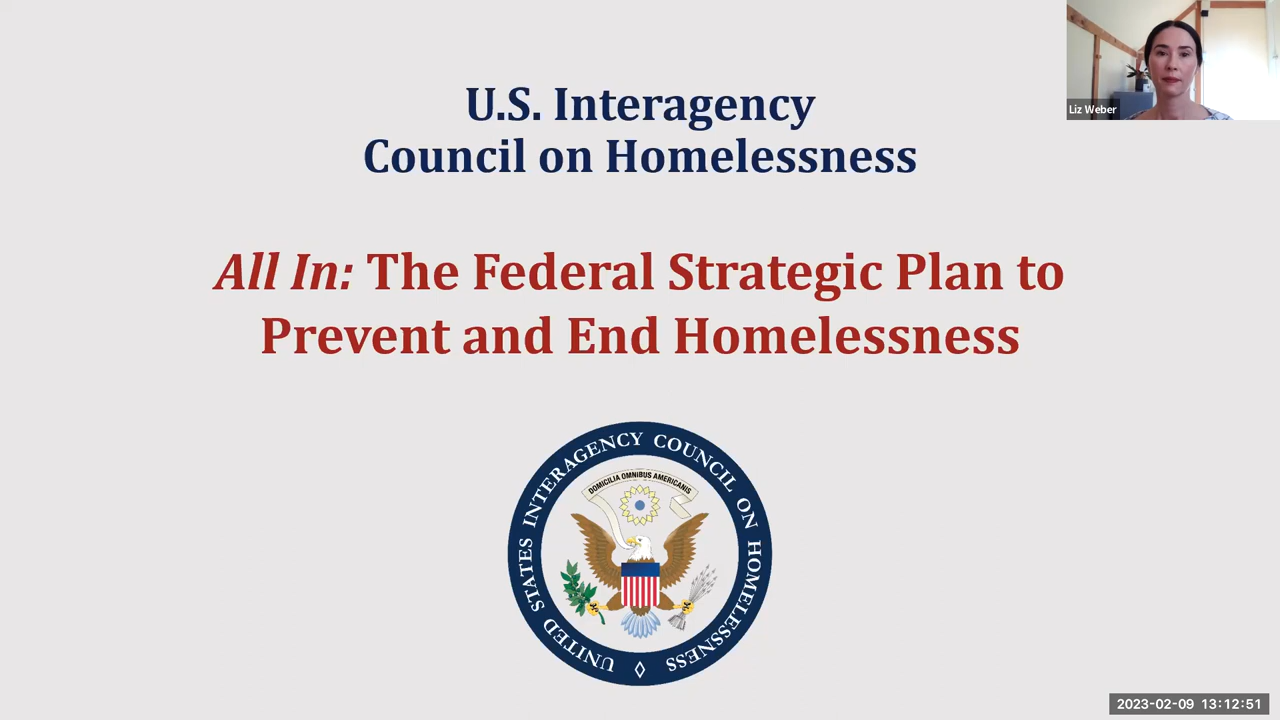 U.S. Interagency
Council on Homelessness
Liz Weber
All In: The Federal Strategic Plan to
Prevent and End Homelessness
UNITED STATES INTERAGENCY COUNCIL ON HOMELESSNESS
DOMICILIA OMNIBUS AMERICANIS
2023-02-09 13:12:51